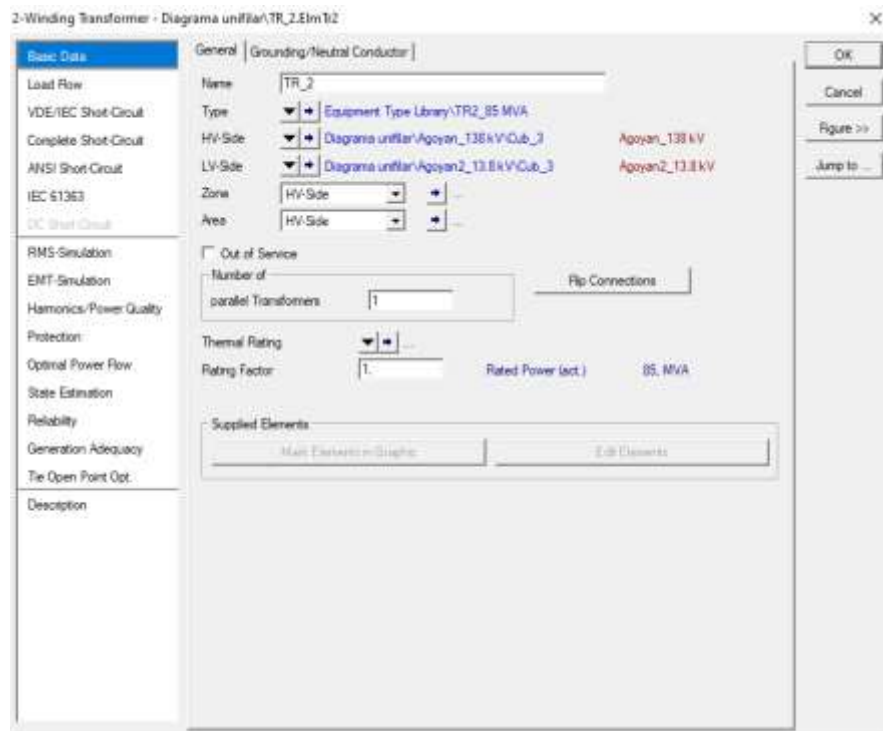 2-Winding Transformer - Diagrama unifilar\TR_2.ElmTr2
Basic Data
Load Flow
VDE/IEC Short-Circuit
Complete Short-Circuit
ANSI Short-Circuit
IEC 61363
DC Short-Circuit
RMS-Simulation
EMT-Simulation
Harmonics/Power Quality
Protection
Optimal Power Flow
State Estimation
Reliability
Generation Adequacy
Tie Open Point Opt.
Description
General Grounding/Neutral Conductor
Name TR_2
Type Equipment Type Library\TR2_85 MVA
HV-Side Diagrama unifilar\Agoyan_138 kV\Cub_3 Agoyan_138 kV
LV-Side Diagrama unifilar\Agoyan2_13.8 kV\Cub_3 Agoyan2_13.8 kV
Zone HV-Side ...
Area HV-Side ...
Out of Service
Number of
parallel Transformers 1
Flip Connections
Thermal Rating ...
Rating Factor 1. Rated Power (act.) 85, MVA
Supplied Elements
Mark Elements in Graphic Edit Elements
OK
Cancel
Figure >>
Jump to ...